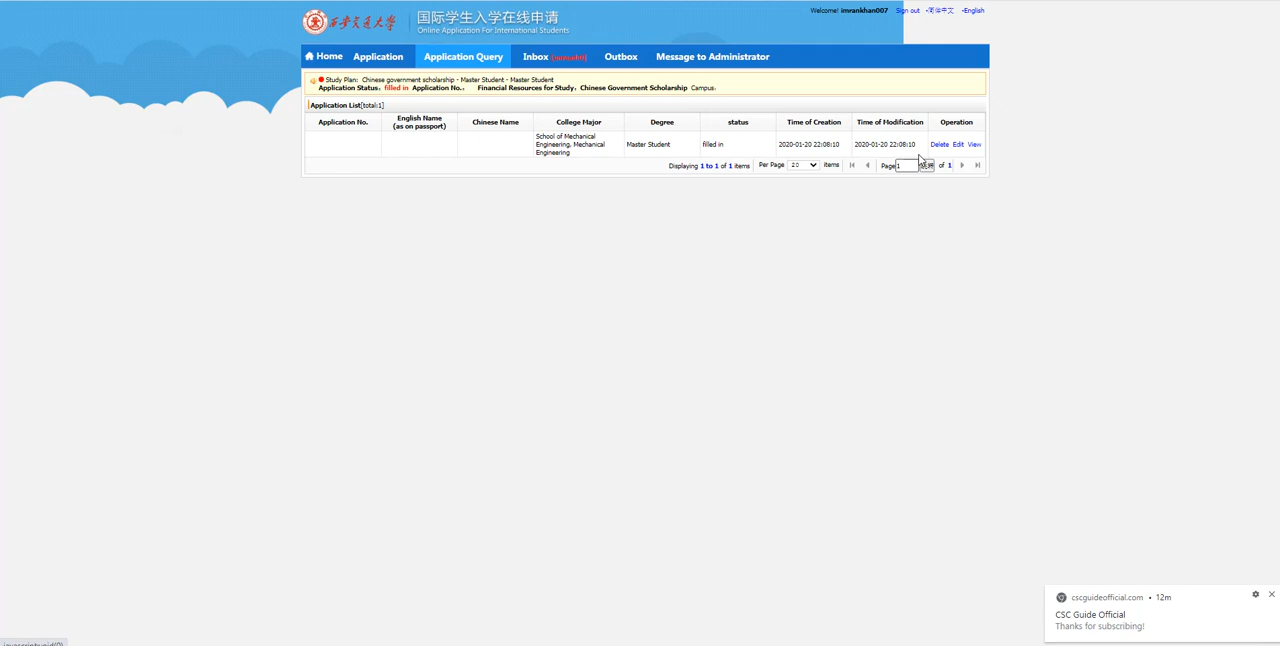 西安交通大学 国际学生入学在线申请
Online Application For International Students
Welcome! imrankhan007 Sign out •简体中文 •English
Home Application Application Query Inbox Outbox Message to Administrator
Study Plan: Chinese government scholarship - Master Student - Master Student
Application Status: filled in Application No.: Financial Resources for Study: Chinese Government Scholarship Campus:
Application List[total:1]
Application No. English Name (as on passport) Chinese Name College Major Degree status Time of Creation Time of Modification Operation
School of Mechanical Engineering, Mechanical Engineering Master Student filled in 2020-01-20 22:08:10 2020-01-20 22:08:10 Delete Edit View
Displaying 1 to 1 of 1 items Per Page 20 items Page 1 of 1
cscguideofficial.com • 12m
CSC Guide Official
Thanks for subscribing!